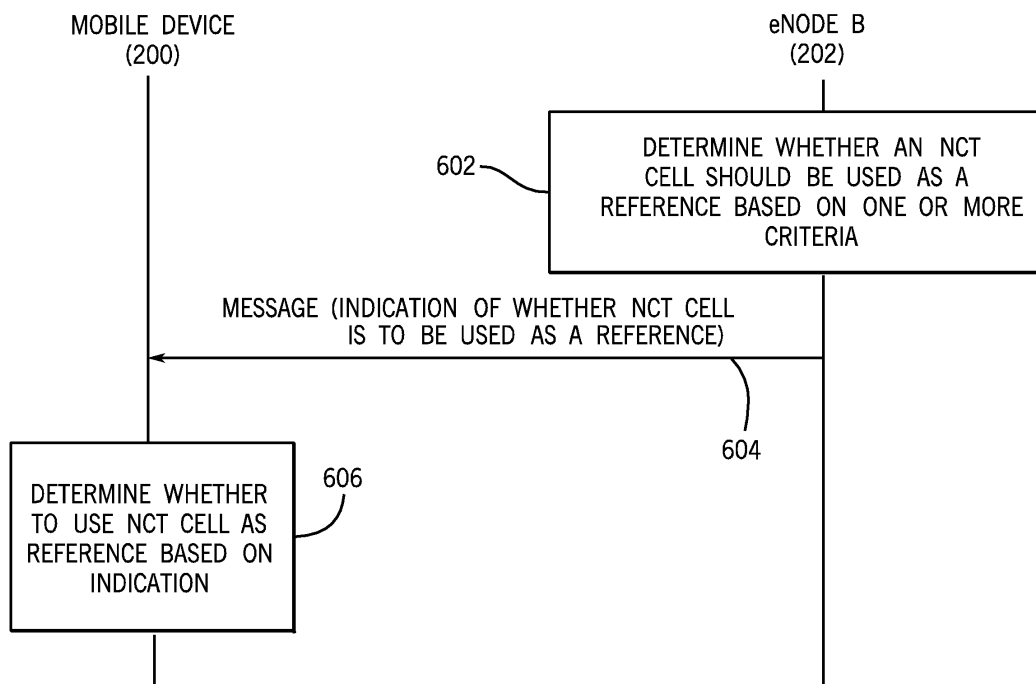 MOBILE DEVICE
(200)
eNODE B
(202)
602
DETERMINE WHETHER AN NCT
CELL SHOULD BE USED AS A
REFERENCE BASED ON ONE OR MORE
CRITERIA
MESSAGE (INDICATION OF WHETHER NCT CELL
IS TO BE USED AS A REFERENCE)
604
606
DETERMINE WHETHER
TO USE NCT CELL AS
REFERENCE BASED ON
INDICATION